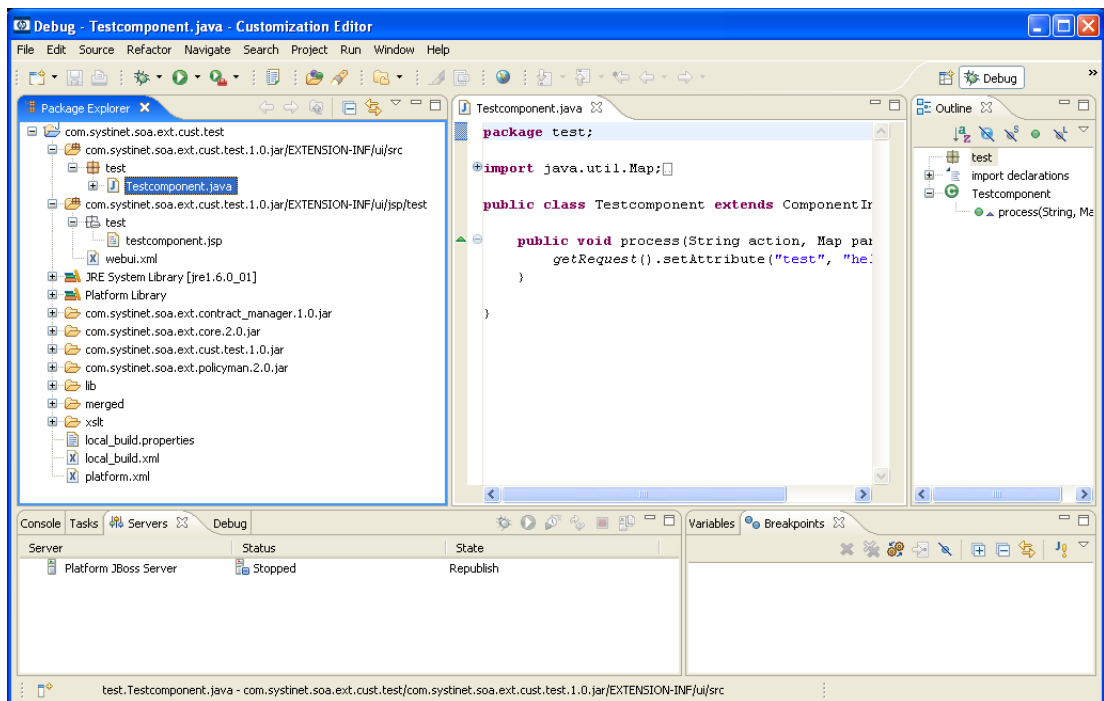 Debug - Testcomponent.java - Customization Editor
File Edit Source Refactor Navigate Search Project Run Window Help
Debug
»
Package Explorer
com.systinet.soa.ext.cust.test
com.systinet.soa.ext.cust.test.1.0.jar/EXTENSION-INF/ui/src
test
Testcomponent.java
com.systinet.soa.ext.cust.test.1.0.jar/EXTENSION-INF/ui/jsp/test
test
testcomponent.jsp
webui.xml
JRE System Library [jre1.6.0_01]
Platform Library
com.systinet.soa.ext.contract_manager.1.0.jar
com.systinet.soa.ext.core.2.0.jar
com.systinet.soa.ext.cust.test.1.0.jar
com.systinet.soa.ext.policyman.2.0.jar
lib
merged
xslt
local_build.properties
local_build.xml
platform.xml
Testcomponent.java
package test;
import java.util.Map;
public class Testcomponent extends ComponentIn
public void process(String action, Map par
getRequest().setAttribute("test", "hel
}
}
Outline
test
import declarations
Testcomponent
process(String, Ma
Console Tasks Servers Debug
Server Status State
Platform JBoss Server Stopped Republish
Variables Breakpoints
test.Testcomponent.java - com.systinet.soa.ext.cust.test/com.systinet.soa.ext.cust.test.1.0.jar/EXTENSION-INF/ui/src